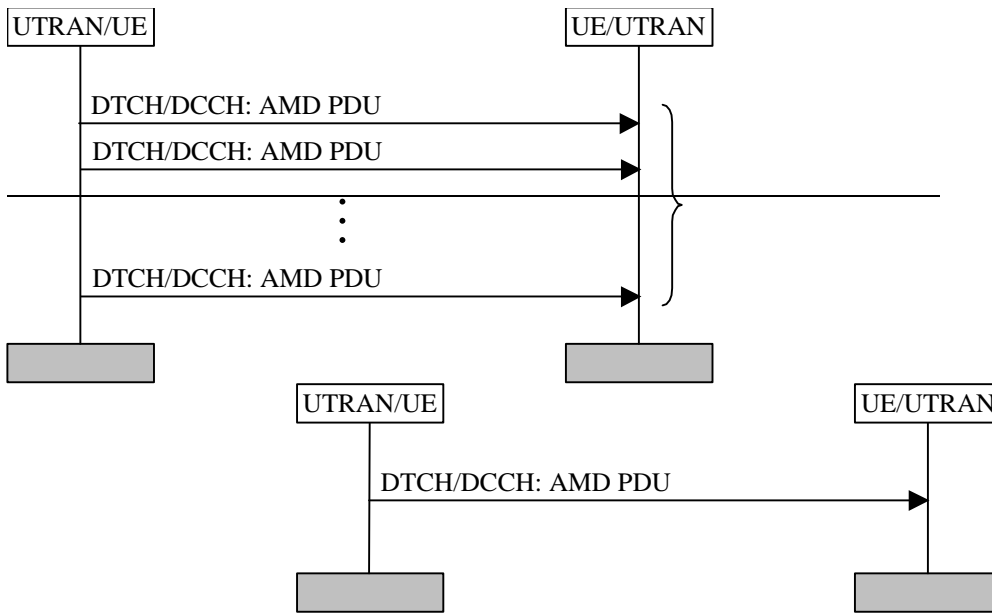 UTRAN/UE
UE/UTRAN
DTCH/DCCH: AMD PDU
DTCH/DCCH: AMD PDU
DTCH/DCCH: AMD PDU
UTRAN/UE
UE/UTRAN
DTCH/DCCH: AMD PDU